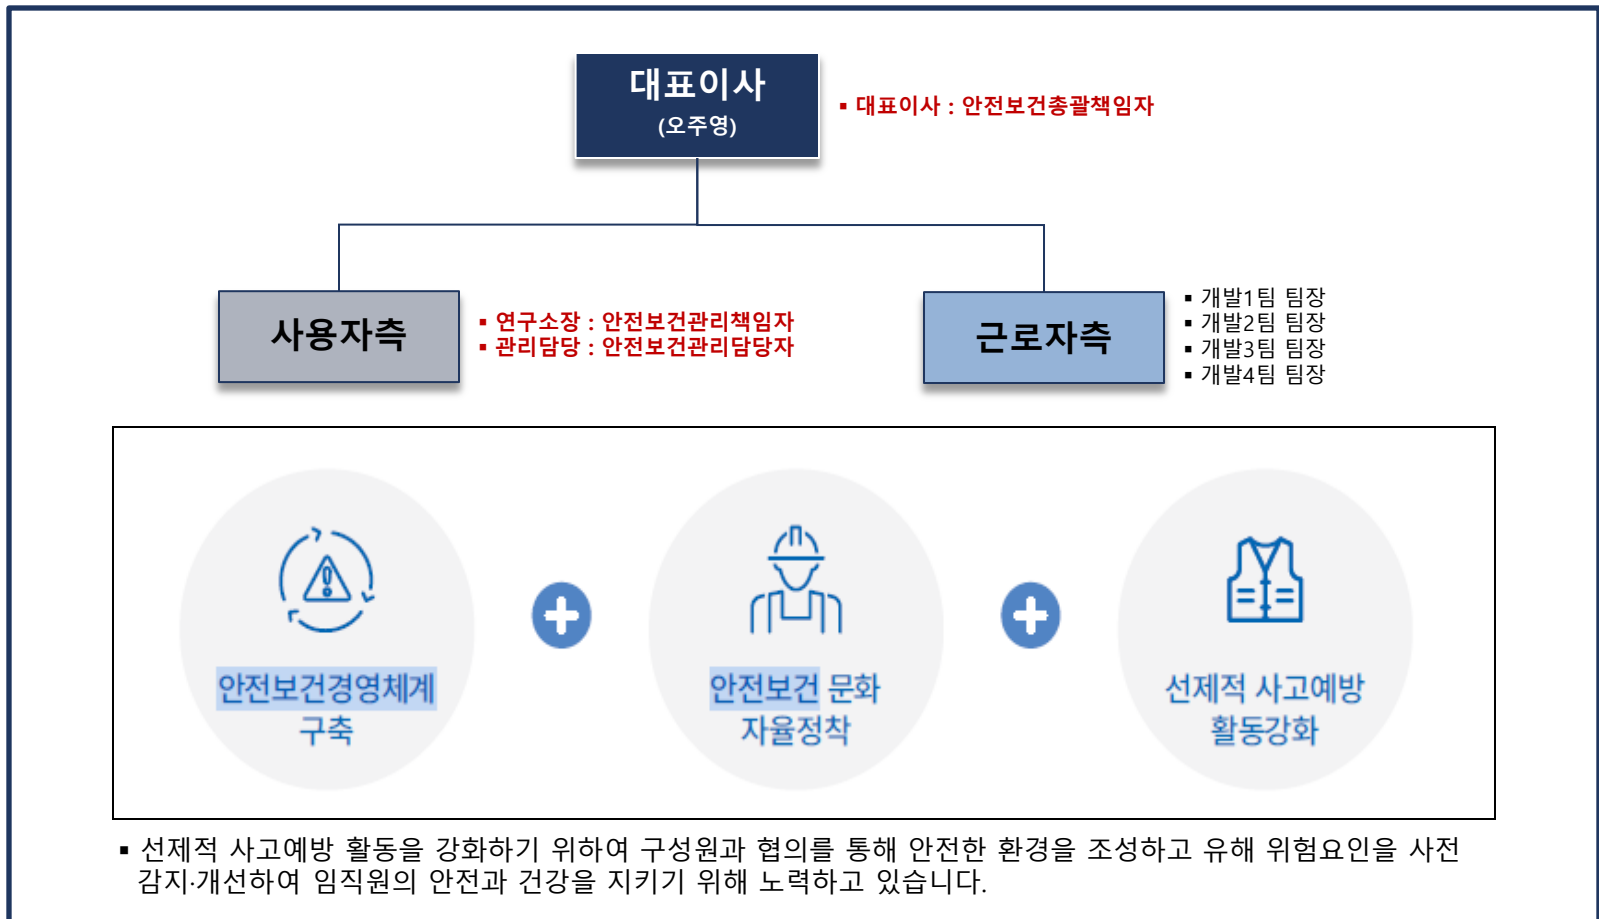 대표이사
(오주영)
▪ 대표이사 : 안전보건총괄책임자
사용자측
▪ 연구소장 : 안전보건관리책임자
▪ 관리담당 : 안전보건관리담당자
근로자측
▪ 개발1팀 팀장
▪ 개발2팀 팀장
▪ 개발3팀 팀장
▪ 개발4팀 팀장
안전보건경영체계
구축
안전보건 문화
자율정착
선제적 사고예방
활동강화
▪ 선제적 사고예방 활동을 강화하기 위하여 구성원과 협의를 통해 안전한 환경을 조성하고 유해 위험요인을 사전
감지·개선하여 임직원의 안전과 건강을 지키기 위해 노력하고 있습니다.